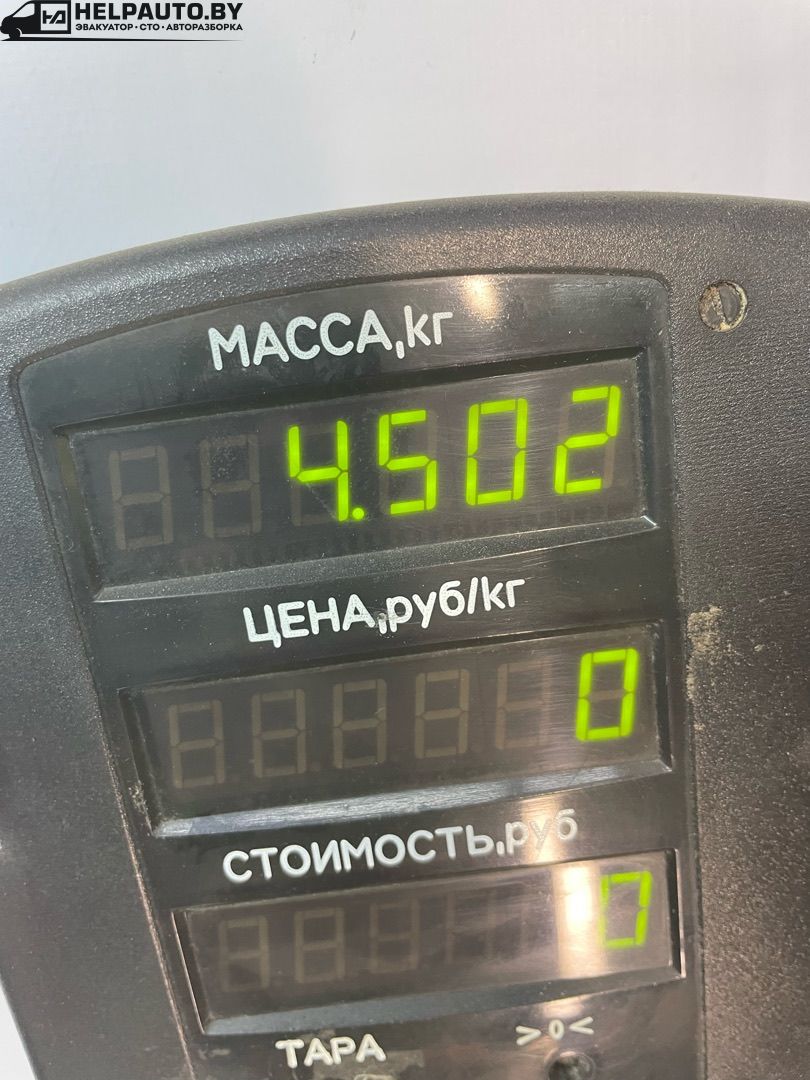 HELPAUTO.BY
ЭВАКУАТОР·СТО·АВТОРАЗБОРКА
МАССА,кг
4.502
ЦЕНА,руб/кг
0
СТОИМОСТЬ,руб
0
ТАРА >0<